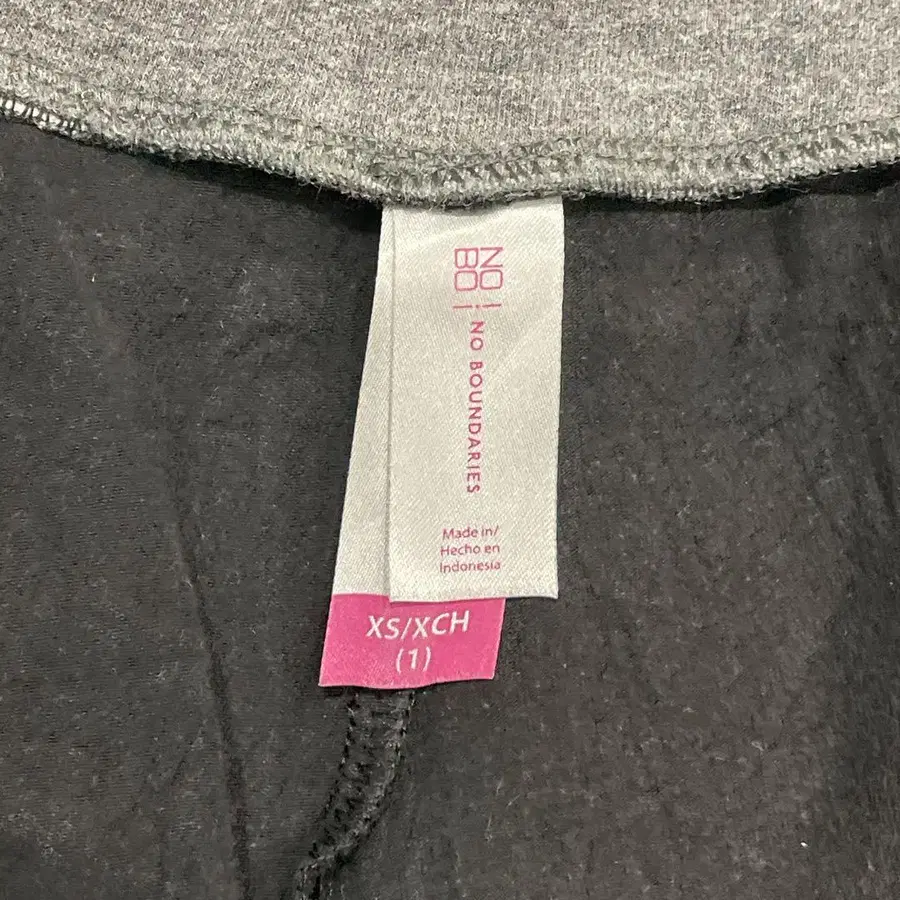 NO
BO
NO BOUNDARIES
Made in/
Hecho en
Indonesia
XS/XCH
(1)